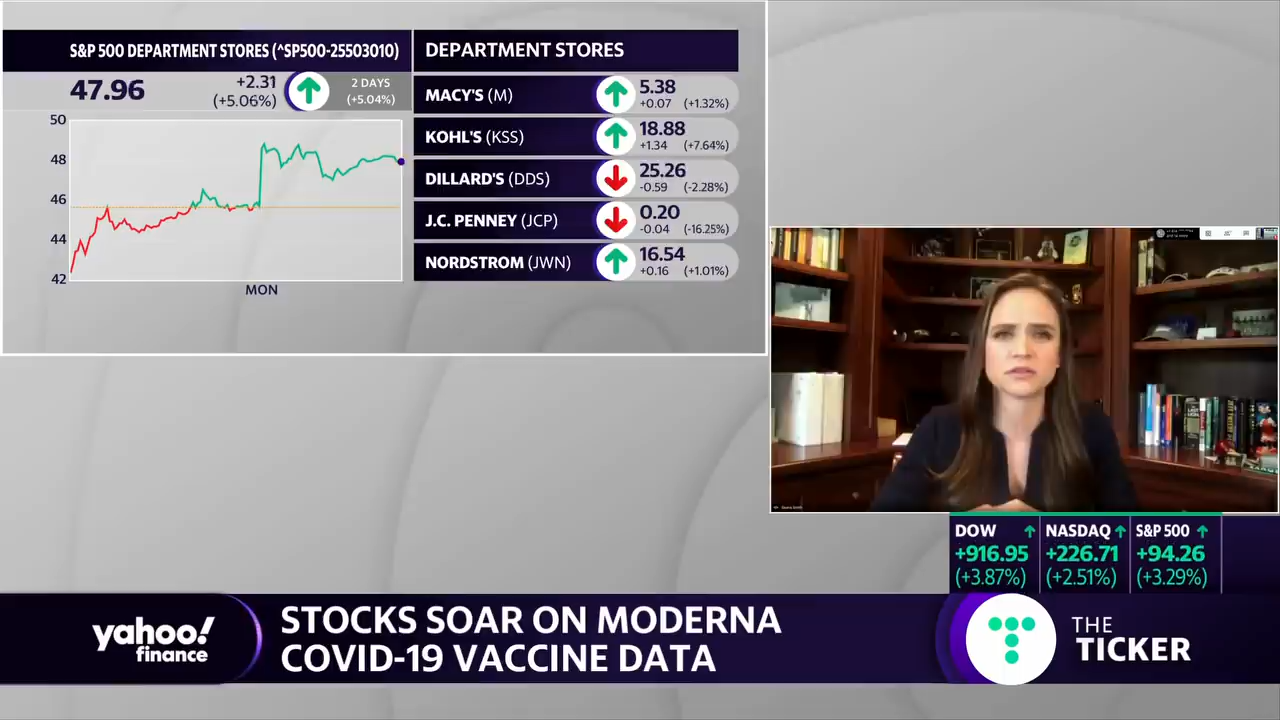 S&P 500 DEPARTMENT STORES (^SP500-25503010)
47.96
+2.31
(+5.06%)
2 DAYS
(+5.04%)
50
48
46
44
42
MON
DEPARTMENT STORES
MACY'S (M)
5.38
+0.07 (+1.32%)
KOHL'S (KSS)
18.88
+1.34 (+7.64%)
DILLARD'S (DDS)
25.26
-0.59 (-2.28%)
J.C. PENNEY (JCP)
0.20
-0.04 (-16.25%)
NORDSTROM (JWN)
16.54
+0.16 (+1.01%)
DOW
+916.95
(+3.87%)
NASDAQ
+226.71
(+2.51%)
S&P 500
+94.26
(+3.29%)
yahoo!
finance
STOCKS SOAR ON MODERNA
COVID-19 VACCINE DATA
THE
TICKER